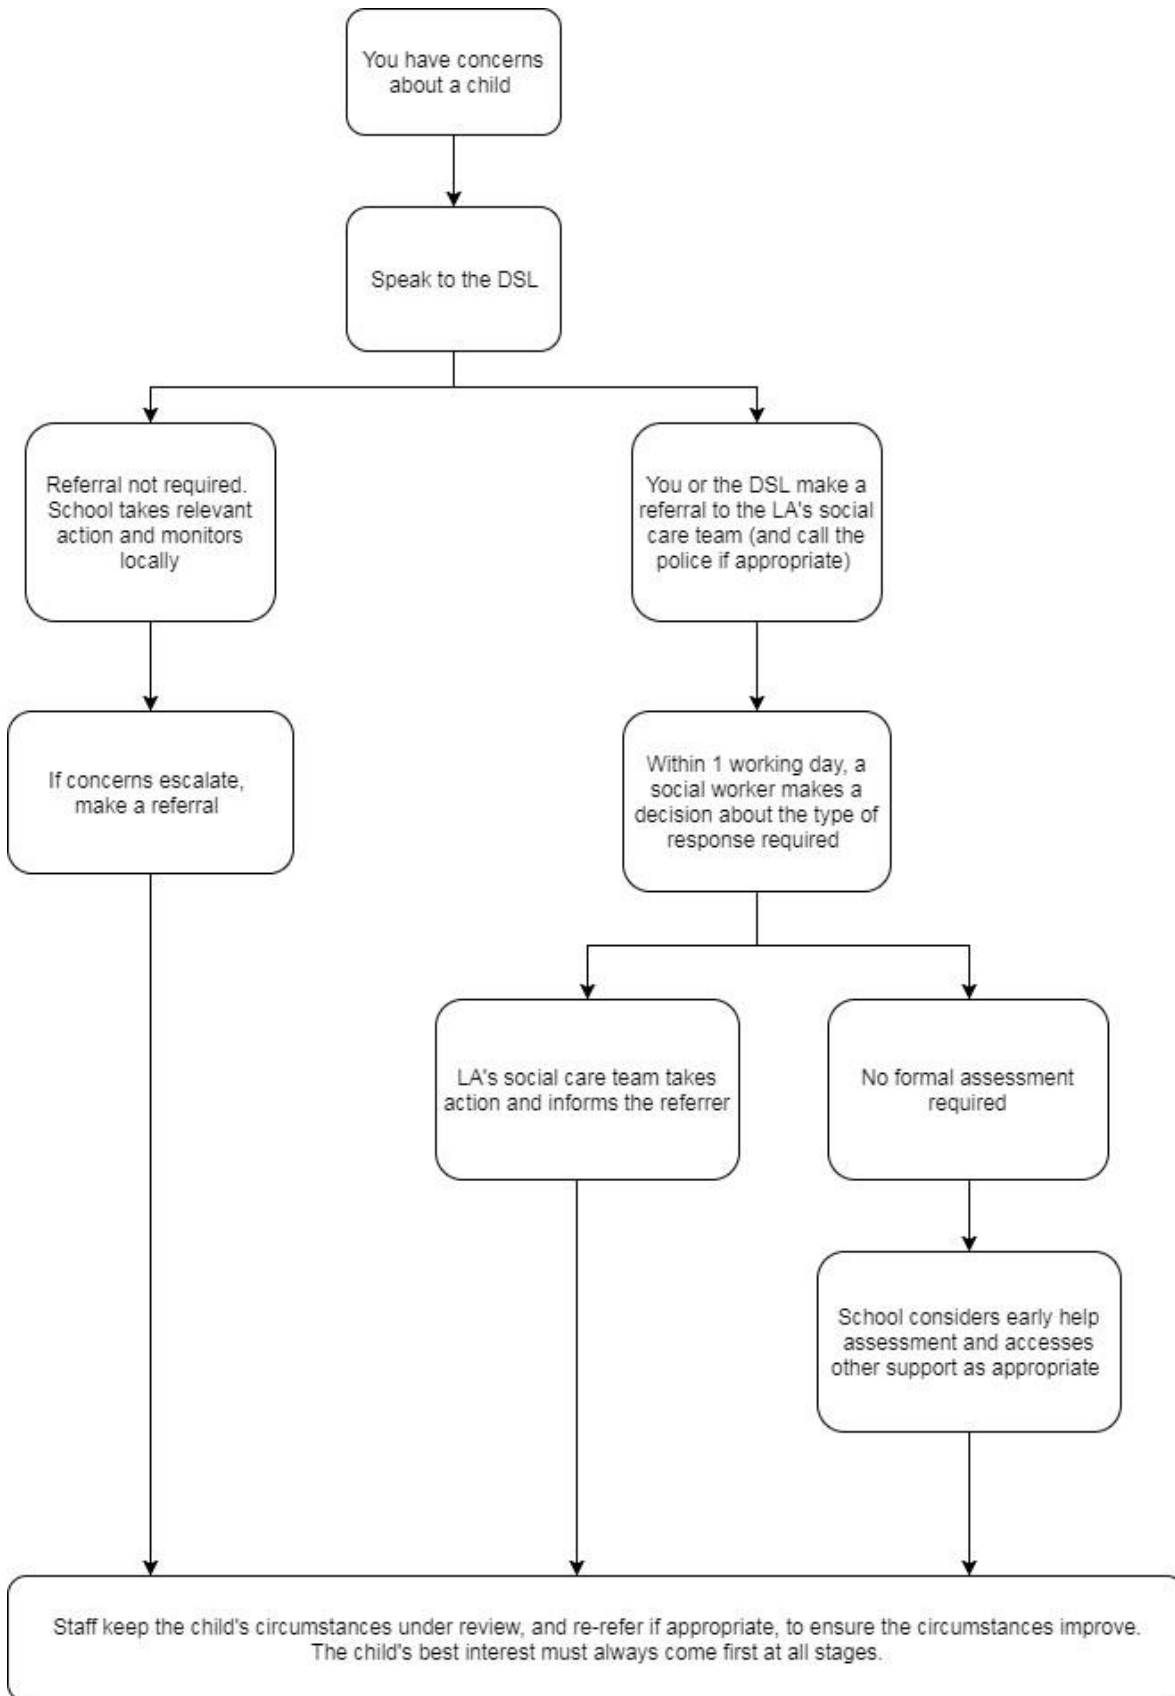 You have concerns
about a child
Speak to the DSL
Referral not required.
School takes relevant
action and monitors
locally
You or the DSL make a
referral to the LA's social
care team (and call the
police if appropriate)
If concerns escalate,
make a referral
Within 1 working day, a
social worker makes a
decision about the type of
response required
LA's social care team takes
action and informs the referrer
No formal assessment
required
School considers early help
assessment and accesses
other support as appropriate
Staff keep the child's circumstances under review, and re-refer if appropriate, to ensure the circumstances improve.
The child's best interest must always come first at all stages.